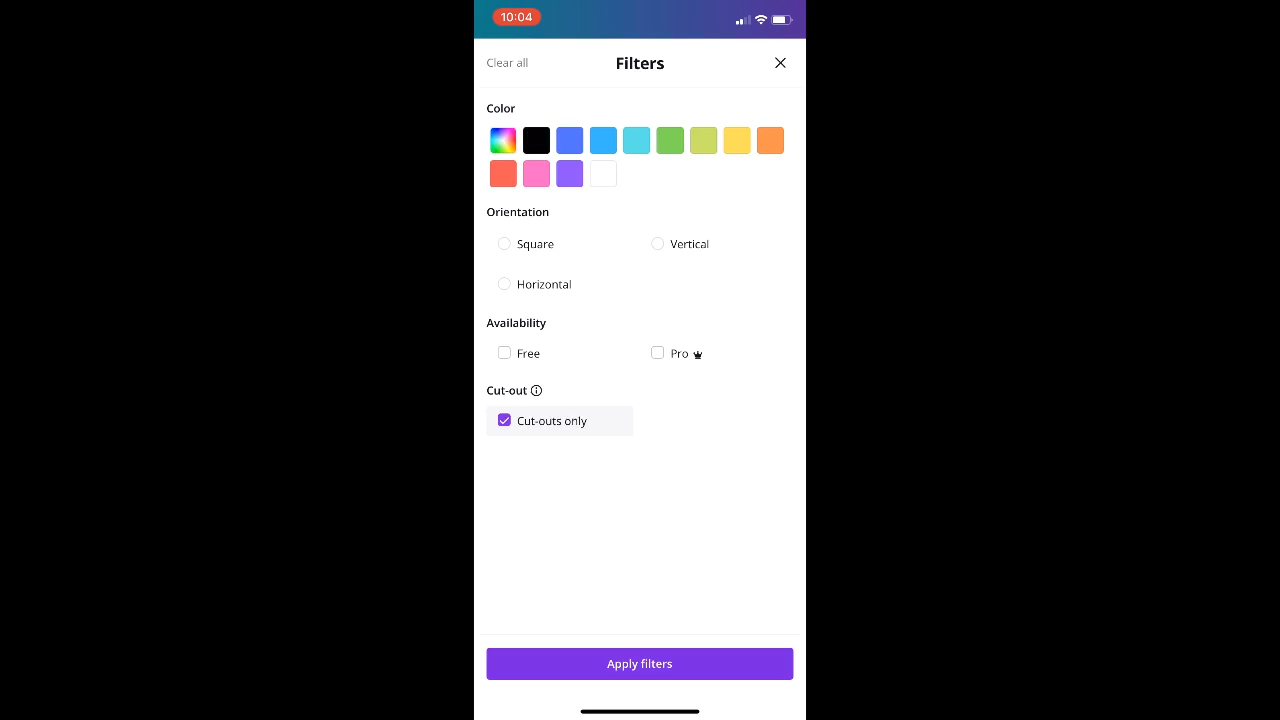 10:04
Clear all
Filters
Color
Orientation
Square
Vertical
Horizontal
Availability
Free
Pro
Cut-out
Cut-outs only
Apply filters